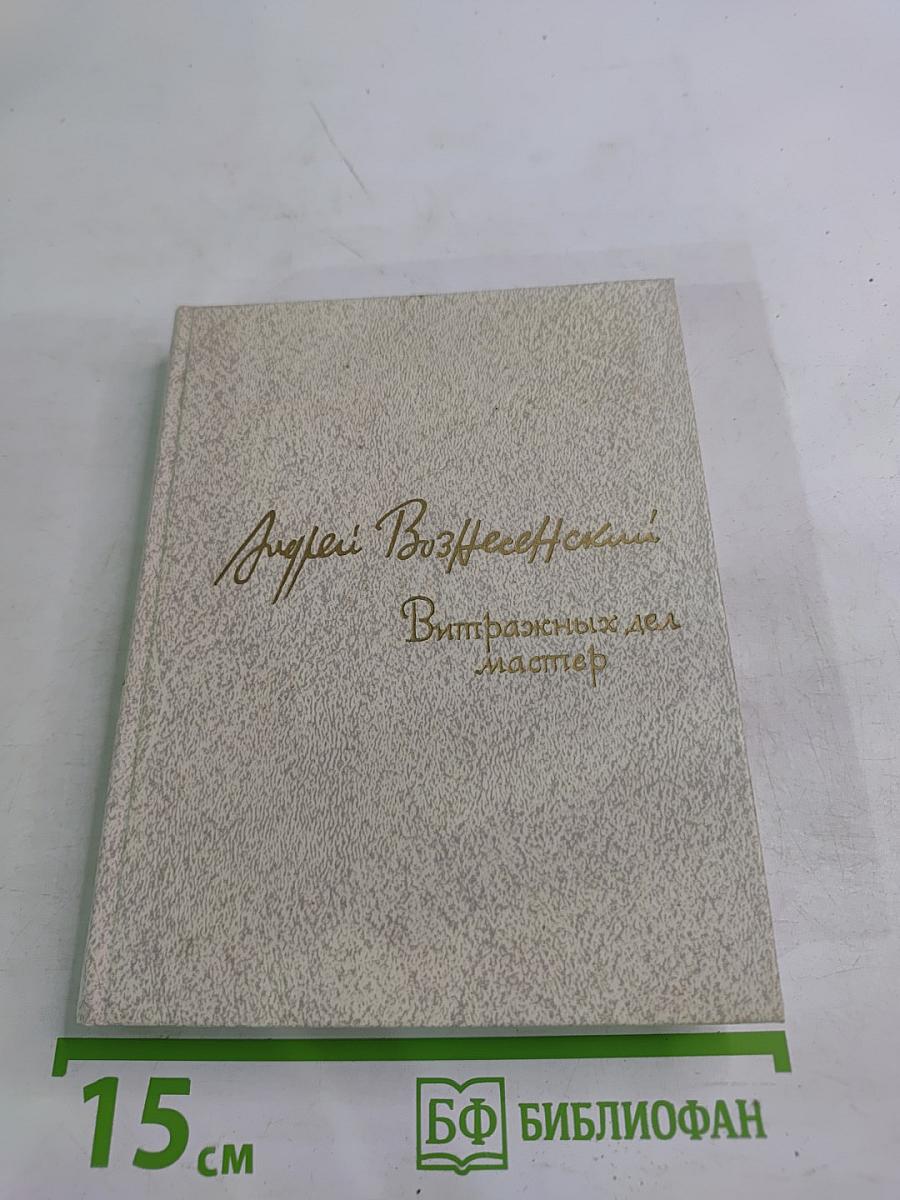 Андрей Вознесенский
Витражных дел
мастер
15 см
БФ БИБЛИОФАН